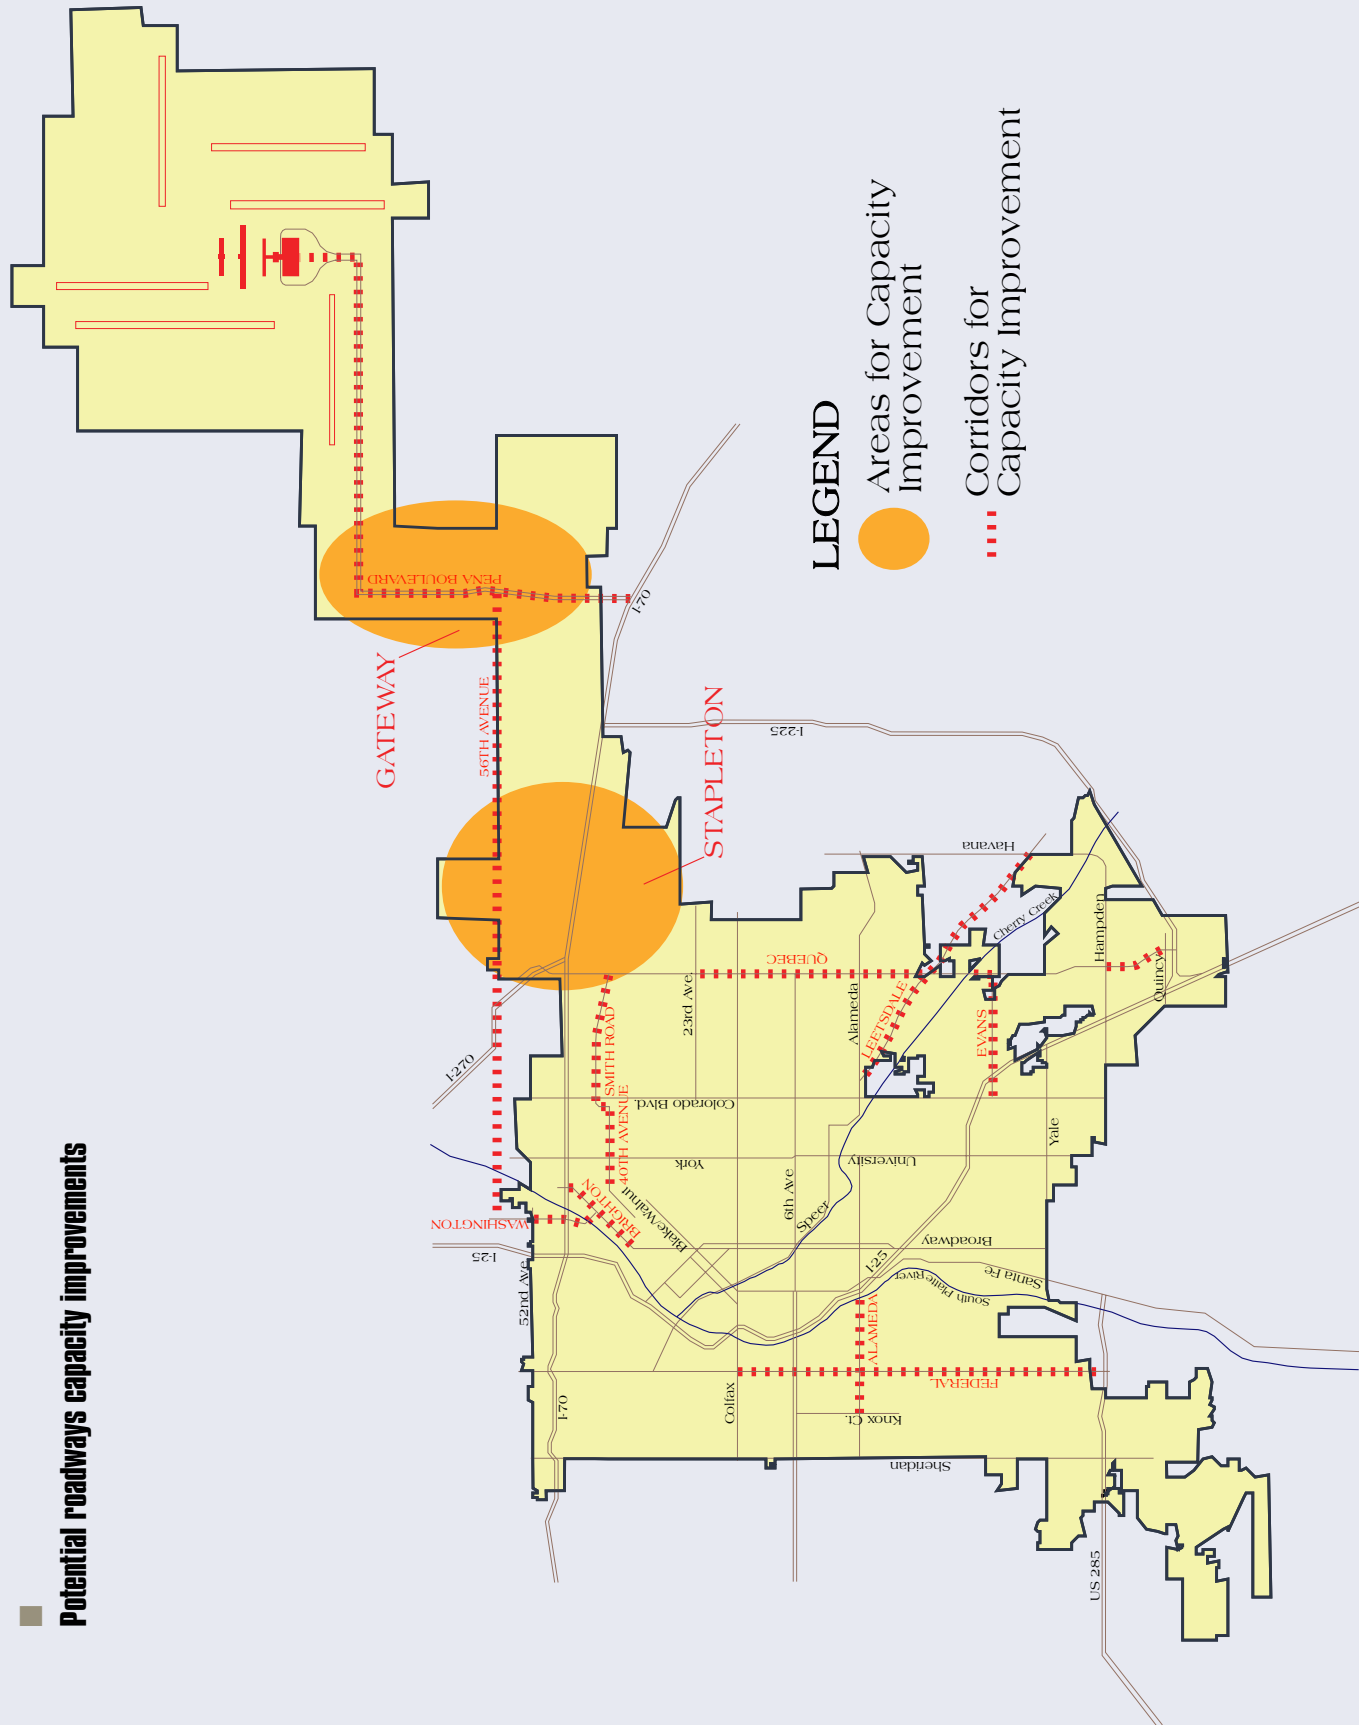 Potential roadways capacity improvements
LEGEND
Areas for Capacity
Improvement
Corridors for
Capacity Improvement
GATEWAY
STAPLETON
PENA BOULEVARD
56TH AVENUE
I-70
I-225
I-270
Havana
Cherry Creek
Hampden
Quincy
QUEBEC
23rd Ave.
Alameda
LEETSDALE
EVANS
SMITH ROAD
40TH AVENUE
Colorado Blvd.
York
University
Yale
6th Ave
Speer
BRIGHTON
Blake/Walnut
WASHINGTON
I-25
52nd Ave
Broadway
I-25
Santa Fe
South Platte River
ALAMEDA
FEDERAL
Colfax
Knox Ct.
I-70
Sheridan
US 285